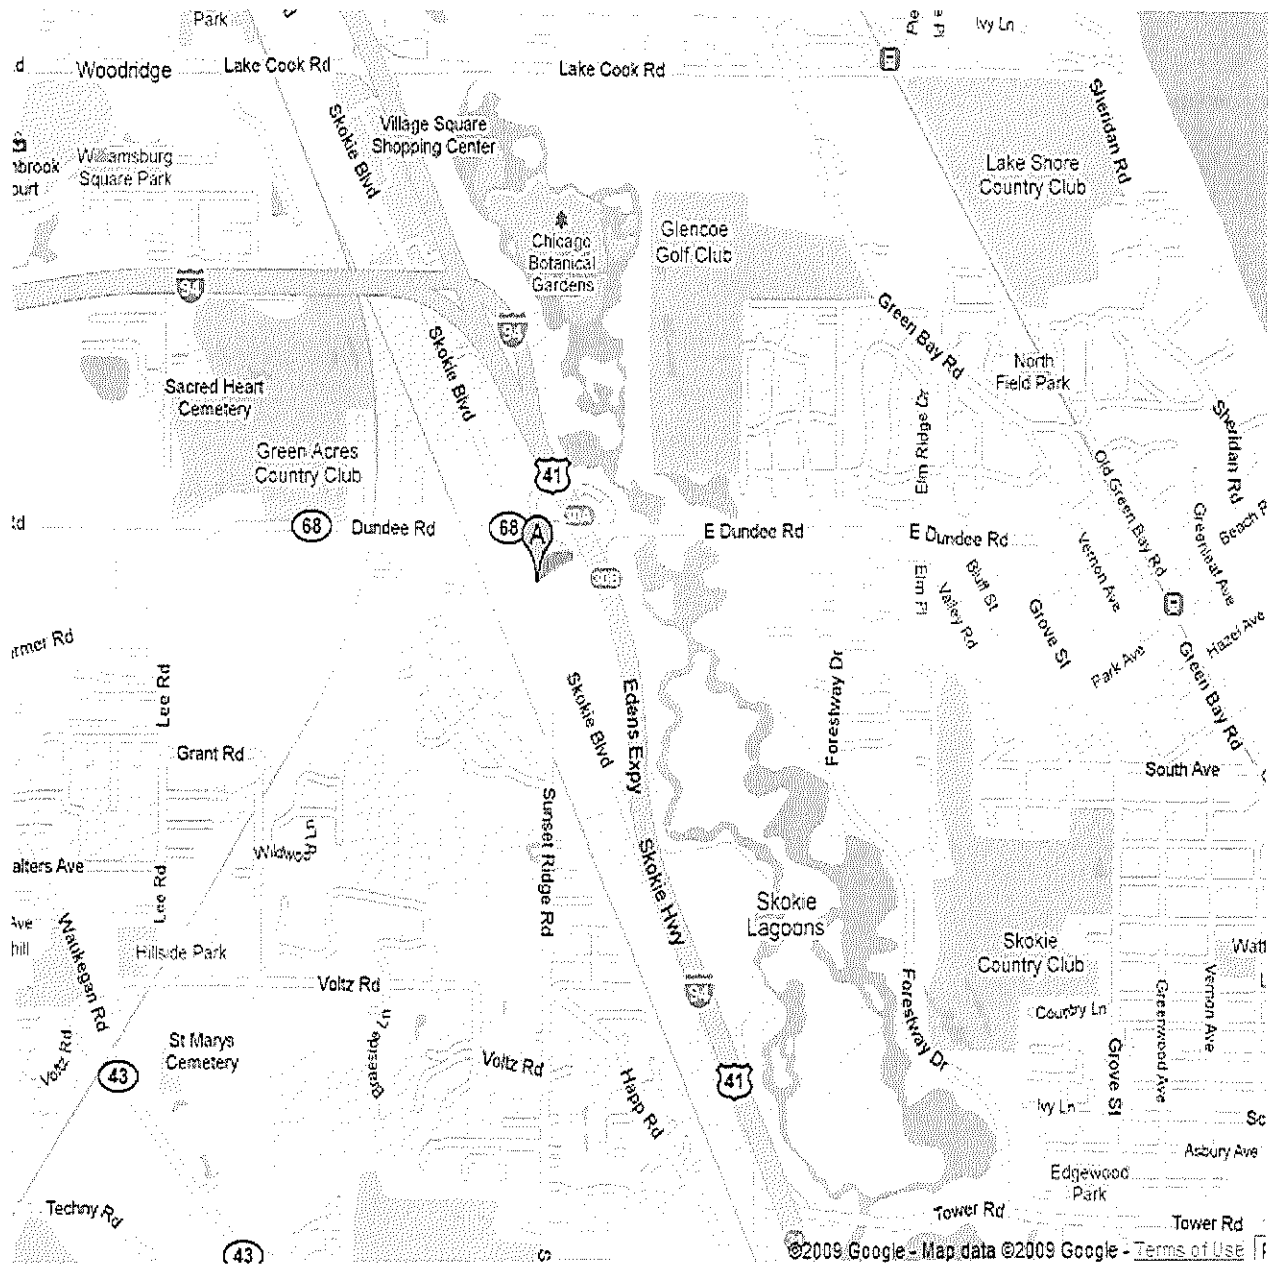 Park
Ivy Ln
Woodridge
Lake Cook Rd
Lake Cook Rd
Skokie Blvd
Village Square
Shopping Center
Sheridan Rd
Lake Shore
Country Club
Williamsburg
Square Park
Chicago
Botanical
Gardens
Glencoe
Golf Club
94
Skokie Blvd
Green Bay Rd
North
Field Park
Sacred Heart
Cemetery
Elm Ridge Dr
Sheridan Rd
Green Acres
Country Club
41
Old Green Bay Rd
68
Dundee Rd
68
A
E Dundee Rd
E Dundee Rd
Vernon Ave
Greenleaf Ave
Beach
Elm Pl
Bluff St
Valley Rd
Grove St
Park Ave
Hazel Ave
Green Bay Rd
Lee Rd
Skokie Blvd
Edens Expy
Forestway Dr
Grant Rd
South Ave
Sunset Ridge Rd
Wildwood
Ln
alters Ave
Lee Rd
Skokie Hwy
Skokie
Lagoons
Ave
hill
Waukegan Rd
Hillside Park
Skokie
Country Club
Voltz Rd
Forestway Dr
Vernon Ave
Greenwood Ave
Country Ln
St Marys
Cemetery
Braeside Ln
Voltz Rd
Voltz Rd
43
Happ Rd
41
Grove St
Ivy Ln
Asbury Ave
Edgewood
Park
Techny Rd
Tower Rd
Tower Rd
43
©2009 Google - Map data ©2009 Google - Terms of Use